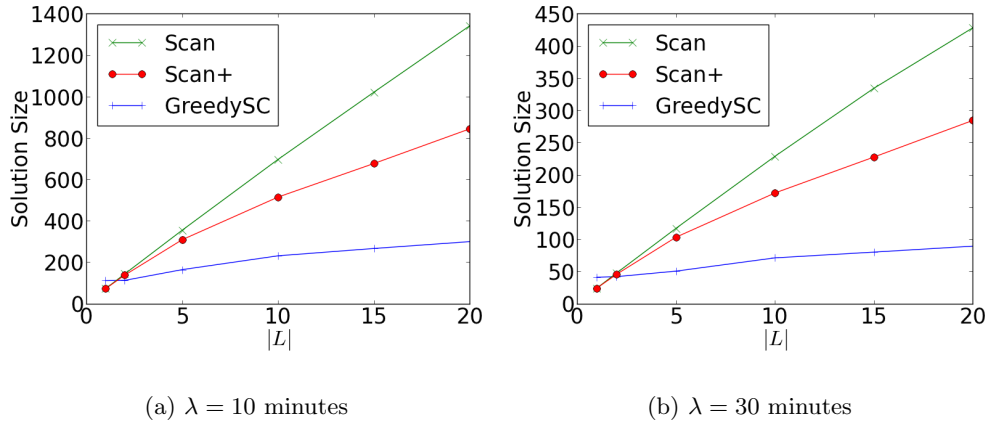 Solution Size
1400
1200
1000
800
600
400
200
0
0 5 10 15 20
|L|
Scan
Scan+
GreedySC
(a) λ = 10 minutes
Solution Size
450
400
350
300
250
200
150
100
50
0
0 5 10 15 20
|L|
Scan
Scan+
GreedySC
(b) λ = 30 minutes